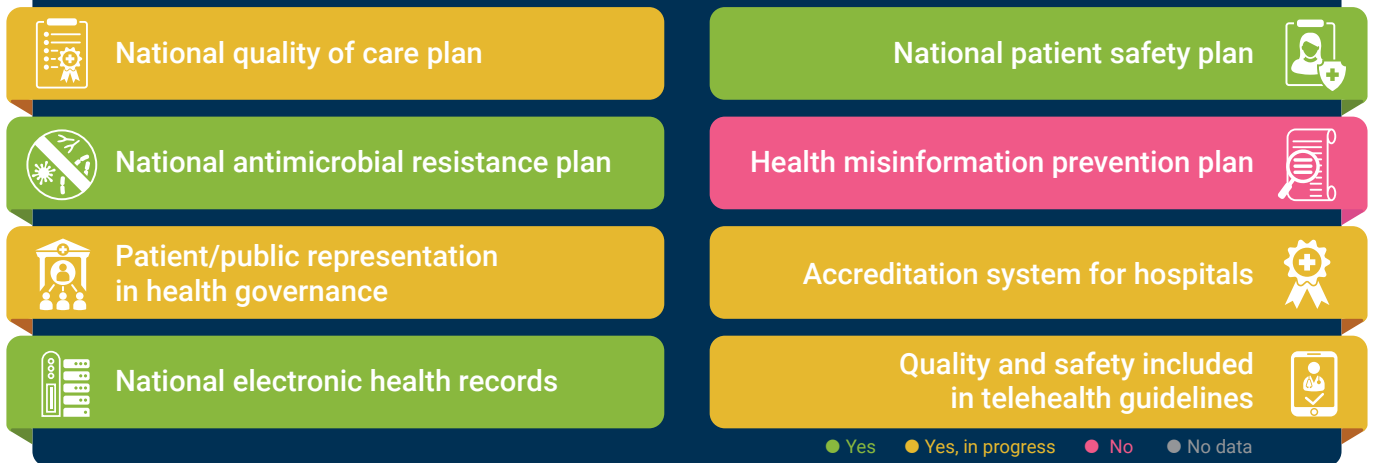 National quality of care plan
National patient safety plan
National antimicrobial resistance plan
Health misinformation prevention plan
Patient/public representation
in health governance
Accreditation system for hospitals
National electronic health records
Quality and safety included
in telehealth guidelines
Yes
Yes, in progress
No
No data